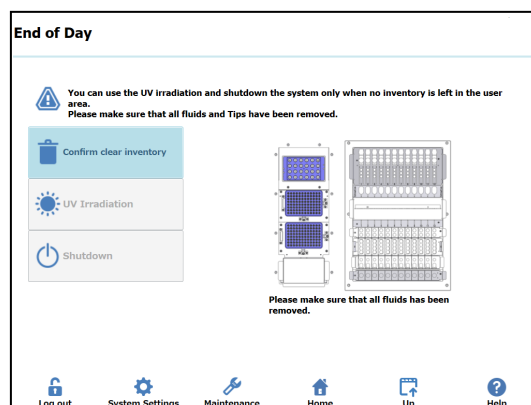 End of Day
You can use the UV irradiation and shutdown the system only when no inventory is left in the user
area.
Please make sure that all fluids and Tips have been removed.
Confirm clear inventory
UV Irradiation
Shutdown
Please make sure that all fluids has been
removed.
Log out System Settings Maintenance Home Up Help